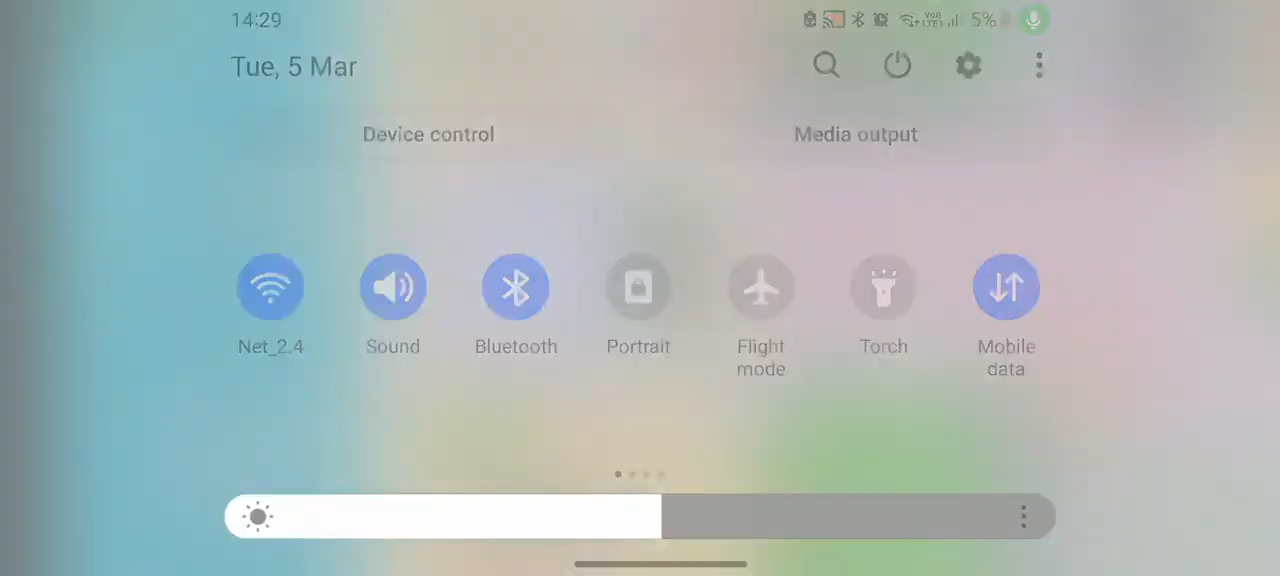 14:29
5%
Tue, 5 Mar
Device control
Media output
Net_2.4
Sound
Bluetooth
Portrait
Flight
mode
Torch
Mobile
data